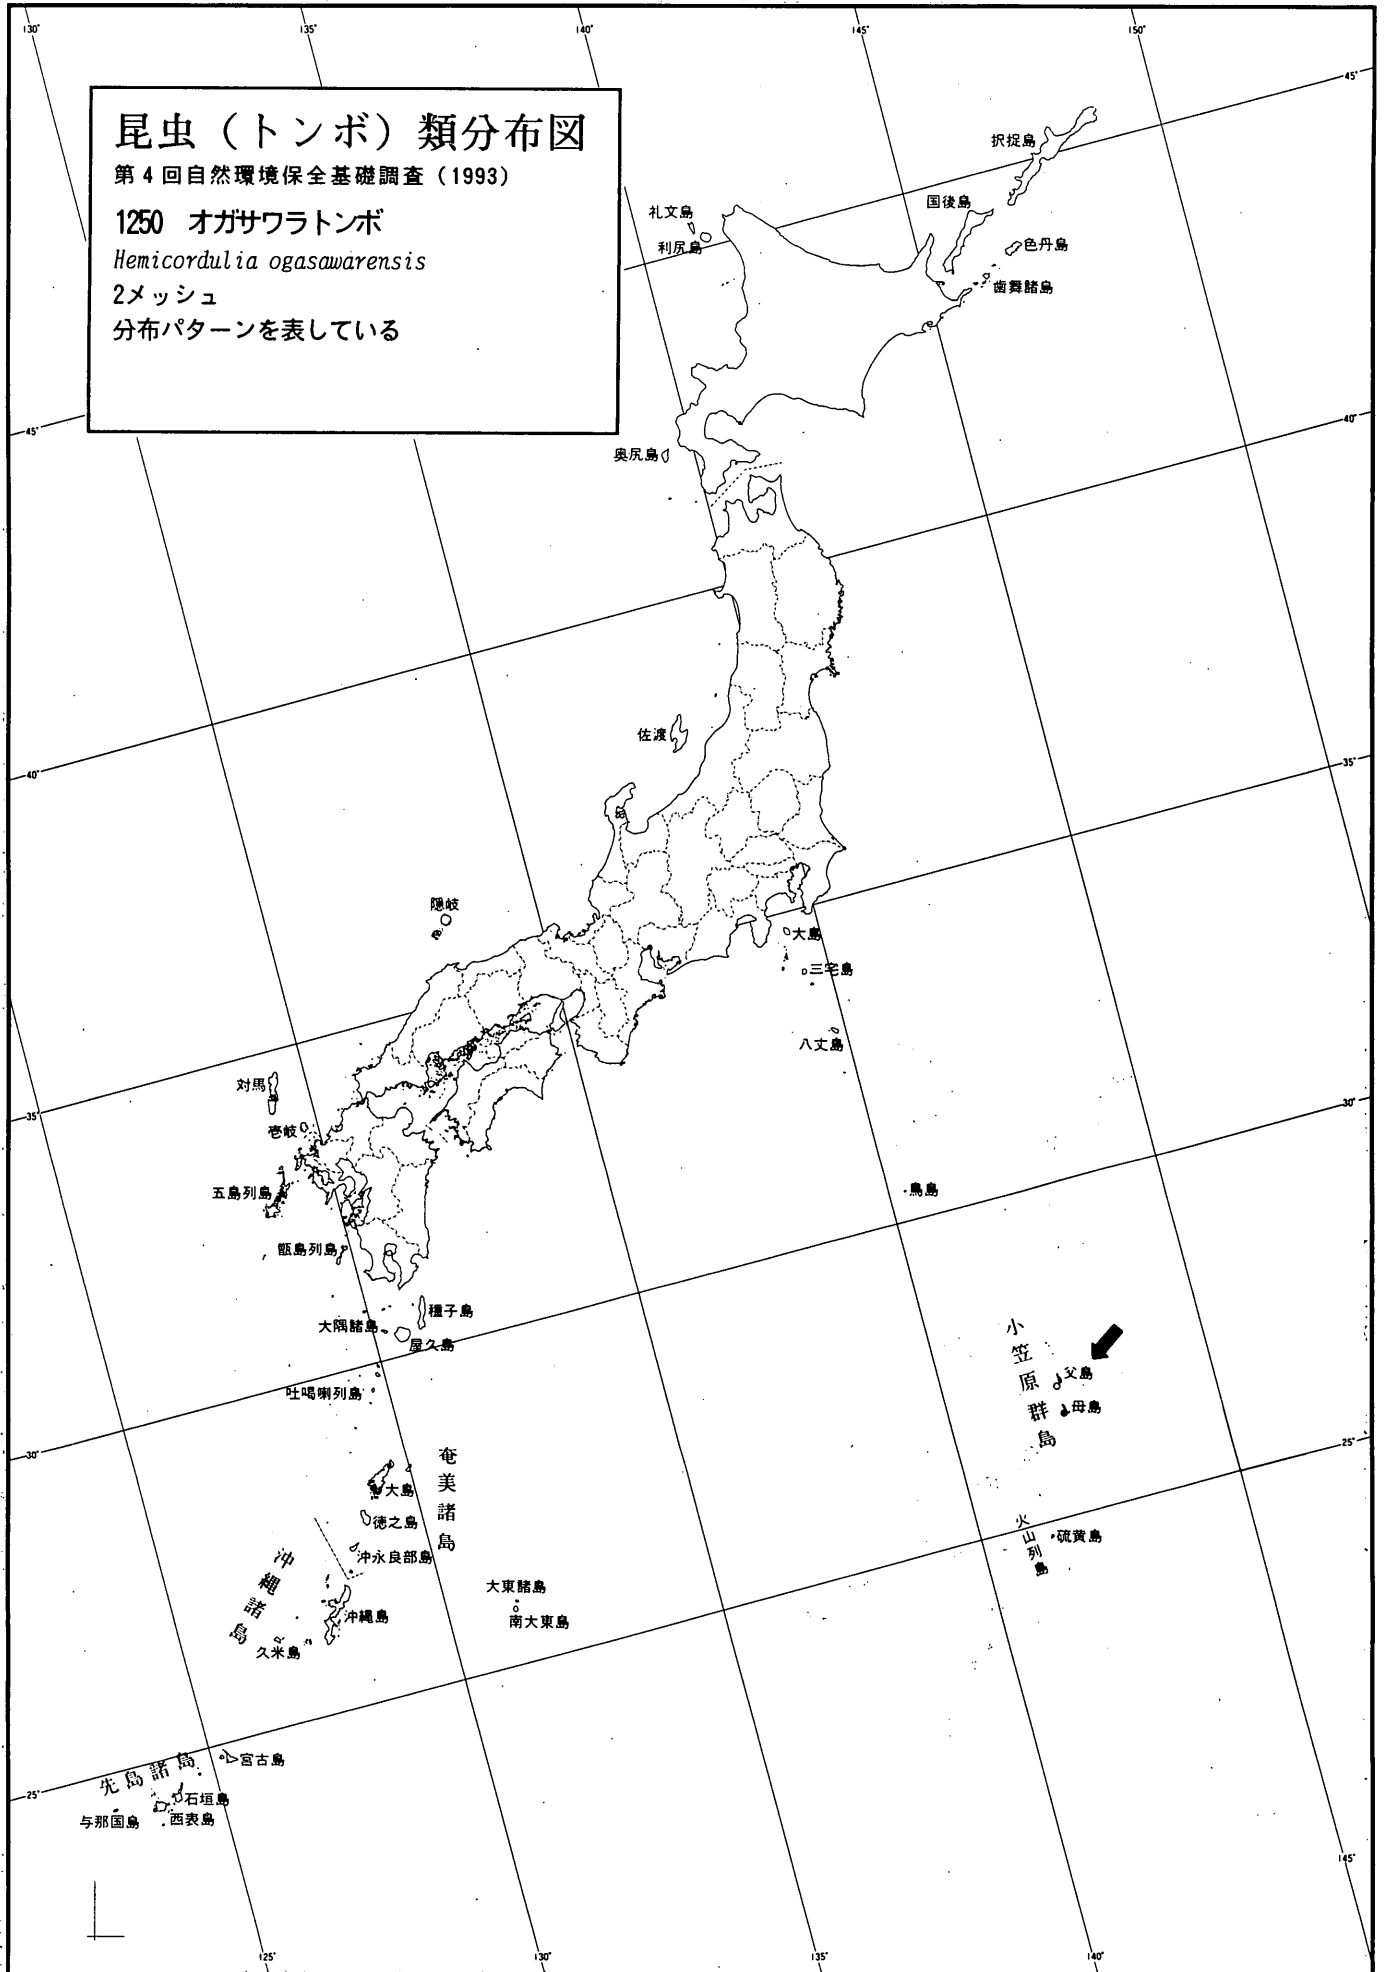 130°
135°
140°
145°
150°
昆虫（トンボ）類分布図
第4回自然環境保全基礎調査（1993）
1250 オガサワラトンボ
Hemicordulia ogasawarensis
2メッシュ
分布パターンを表している
45°
択捉島
国後島
礼文島
利尻島
色丹島
歯舞諸島
45°
40°
奥尻島
佐渡
40°
35°
隠岐
大島
三宅島
八丈島
対馬
35°
30°
壱岐
五島列島
鳥島
甑島列島
種子島
大隅諸島
屋久島
小笠原群島
父島
吐噶喇列島
母島
30°
25°
奄美諸島
大島
徳之島
火山列島
硫黄島
沖永良部島
沖縄諸島
大東諸島
沖縄島
南大東島
久米島
先島諸島
宮古島
25°
石垣島
与那国島
西表島
145°
125°
130°
135°
140°